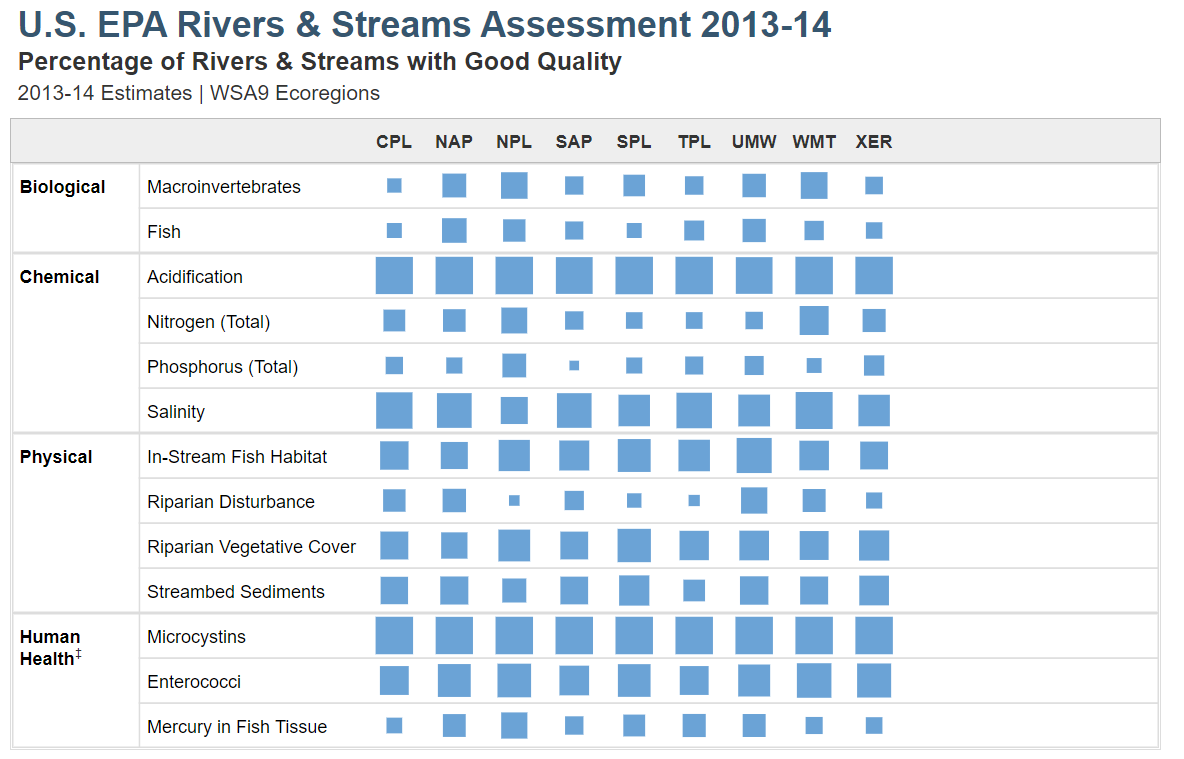 U.S. EPA Rivers & Streams Assessment 2013-14
Percentage of Rivers & Streams with Good Quality
2013-14 Estimates | WSA9 Ecoregions
CPL NAP NPL SAP SPL TPL UMW WMT XER
Biological Macroinvertebrates
Fish
Chemical Acidification
Nitrogen (Total)
Phosphorus (Total)
Salinity
Physical In-Stream Fish Habitat
Riparian Disturbance
Riparian Vegetative Cover
Streambed Sediments
Human Microcystins
Health‡
Enterococci
Mercury in Fish Tissue